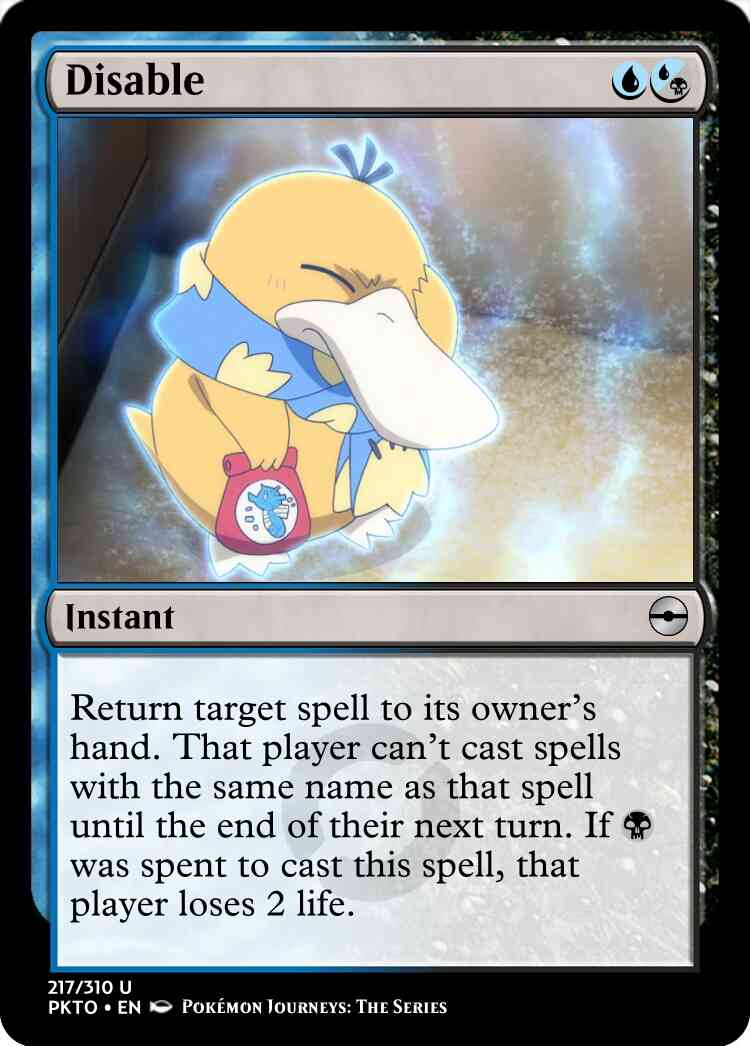 Disable
Instant
Return target spell to its owner’s
hand. That player can’t cast spells
with the same name as that spell
until the end of their next turn. If
was spent to cast this spell, that
player loses 2 life.
217/310 U
PKTO • EN Pokémon Journeys: The Series